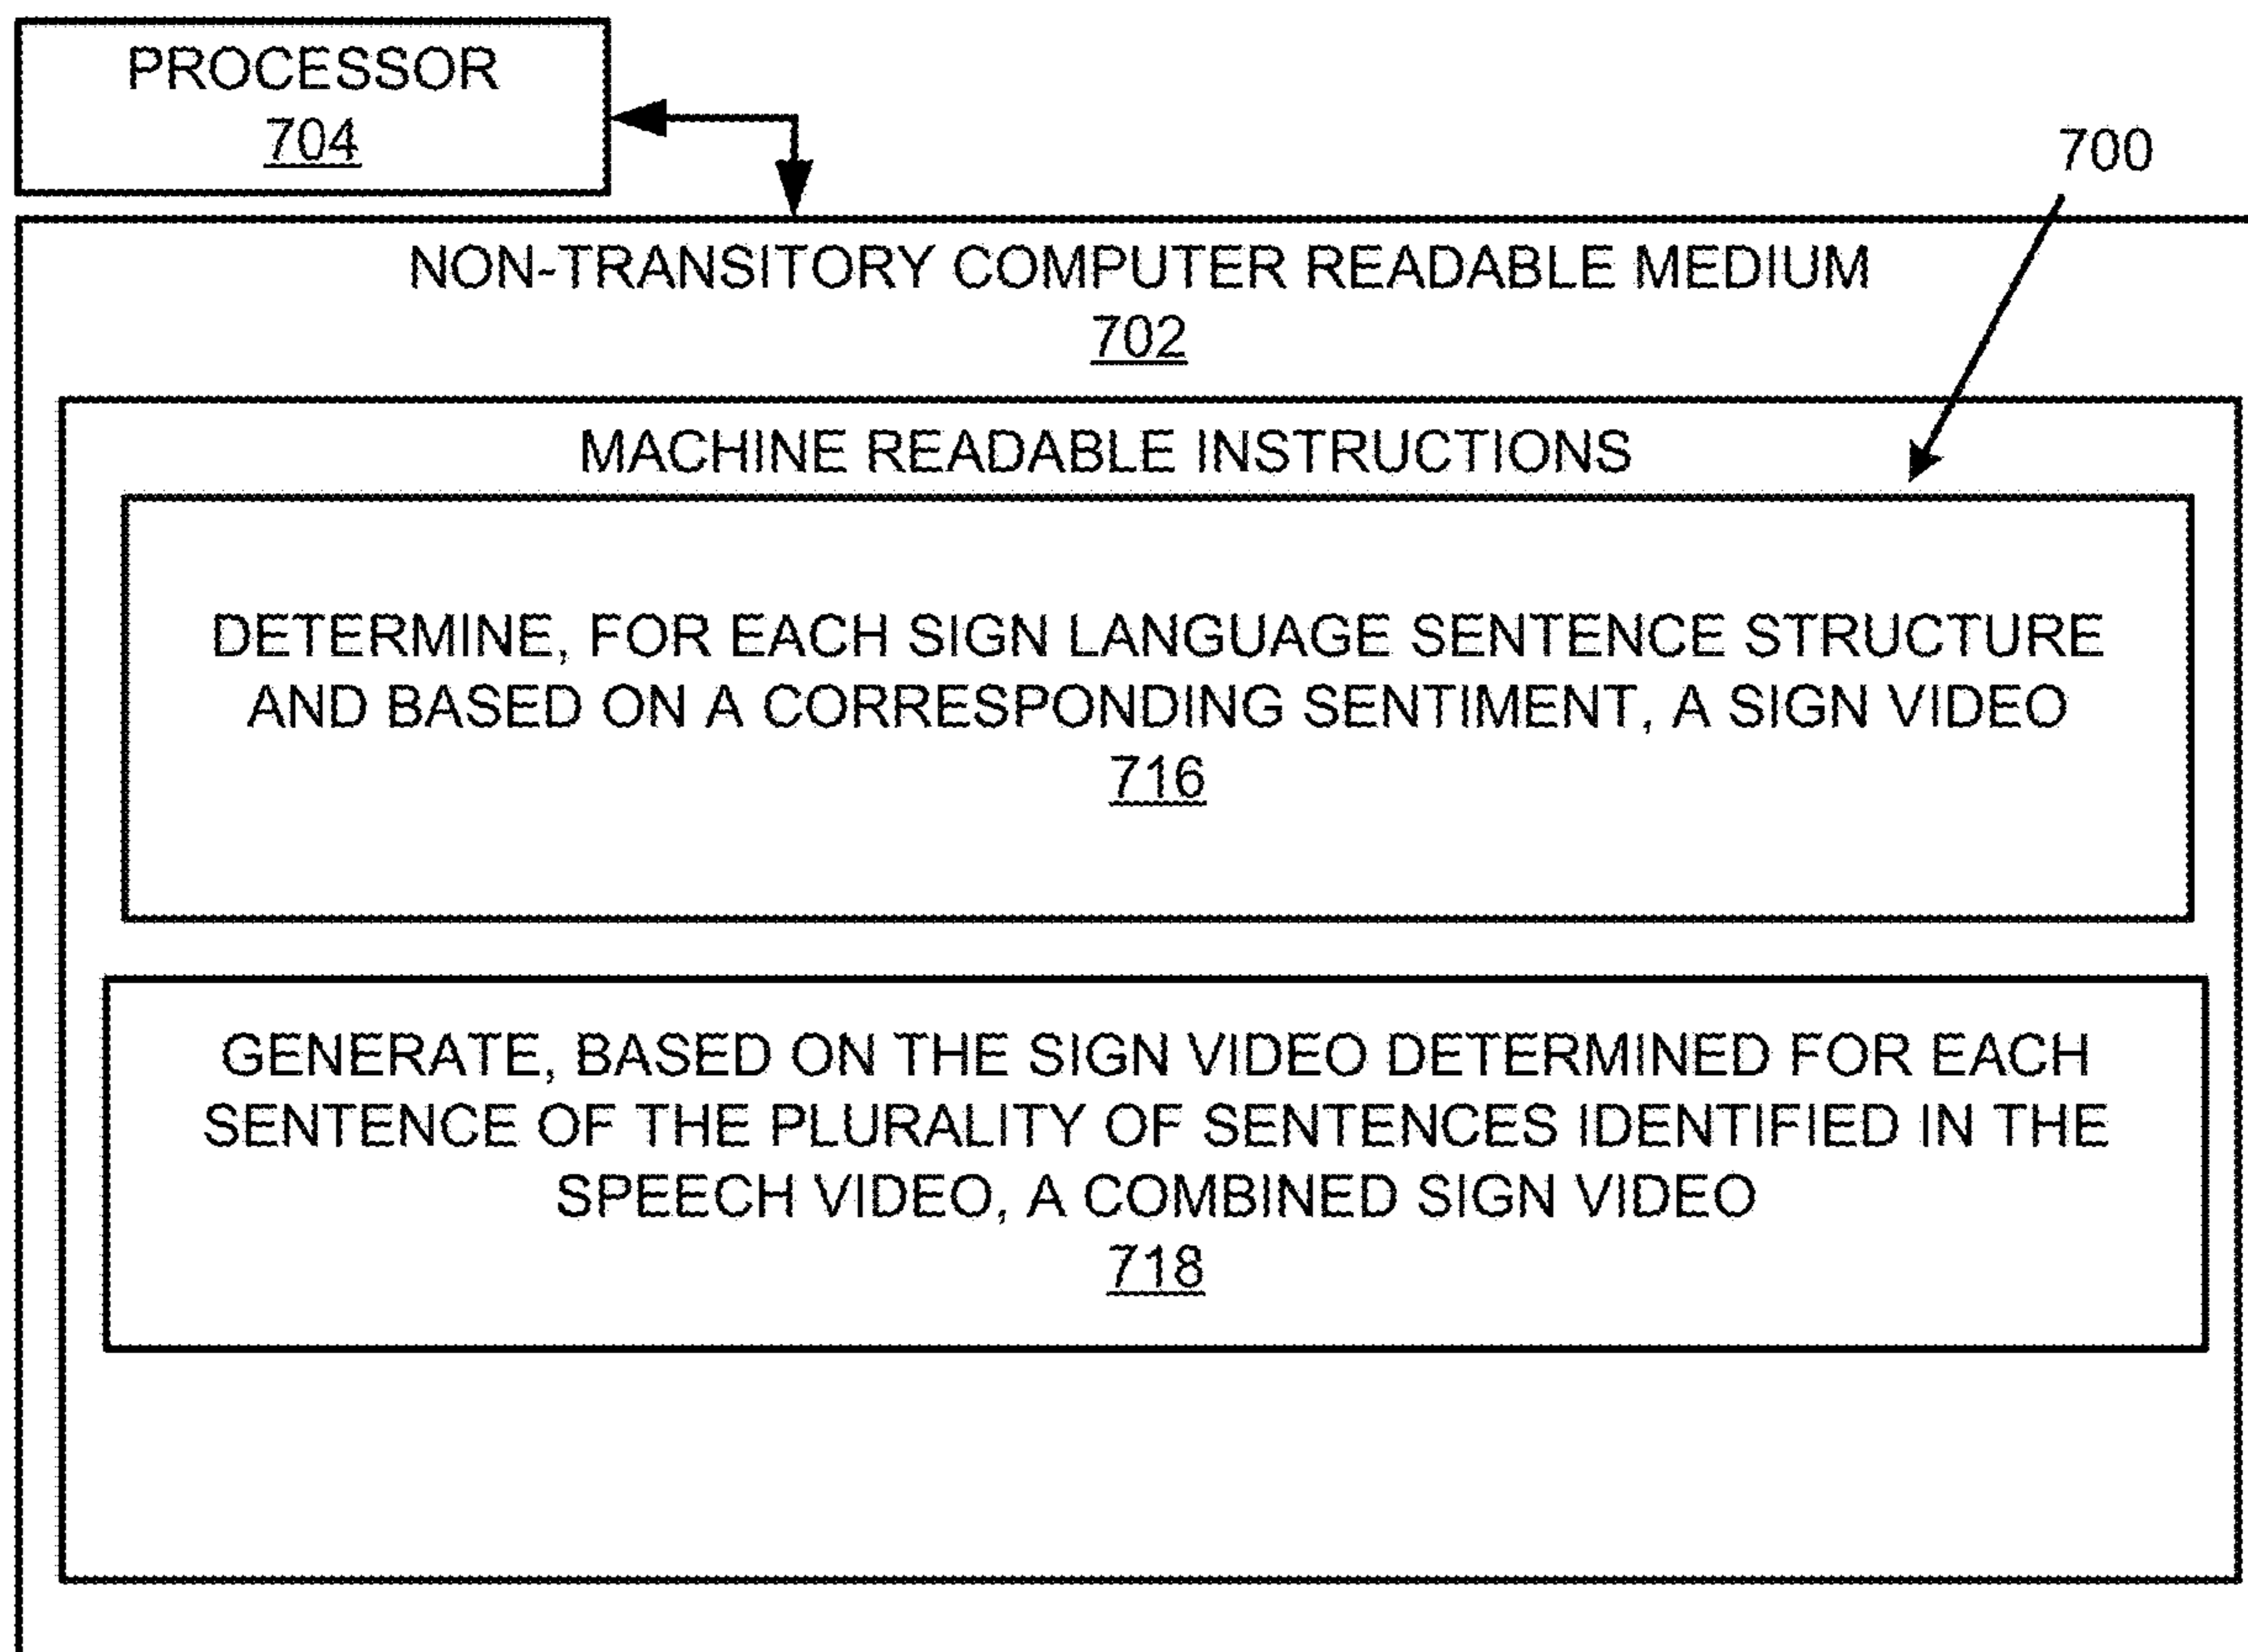 PROCESSOR
704
700
NON-TRANSITORY COMPUTER READABLE MEDIUM
702
MACHINE READABLE INSTRUCTIONS
DETERMINE, FOR EACH SIGN LANGUAGE SENTENCE STRUCTURE
AND BASED ON A CORRESPONDING SENTIMENT, A SIGN VIDEO
716
GENERATE, BASED ON THE SIGN VIDEO DETERMINED FOR EACH
SENTENCE OF THE PLURALITY OF SENTENCES IDENTIFIED IN THE
SPEECH VIDEO, A COMBINED SIGN VIDEO
718